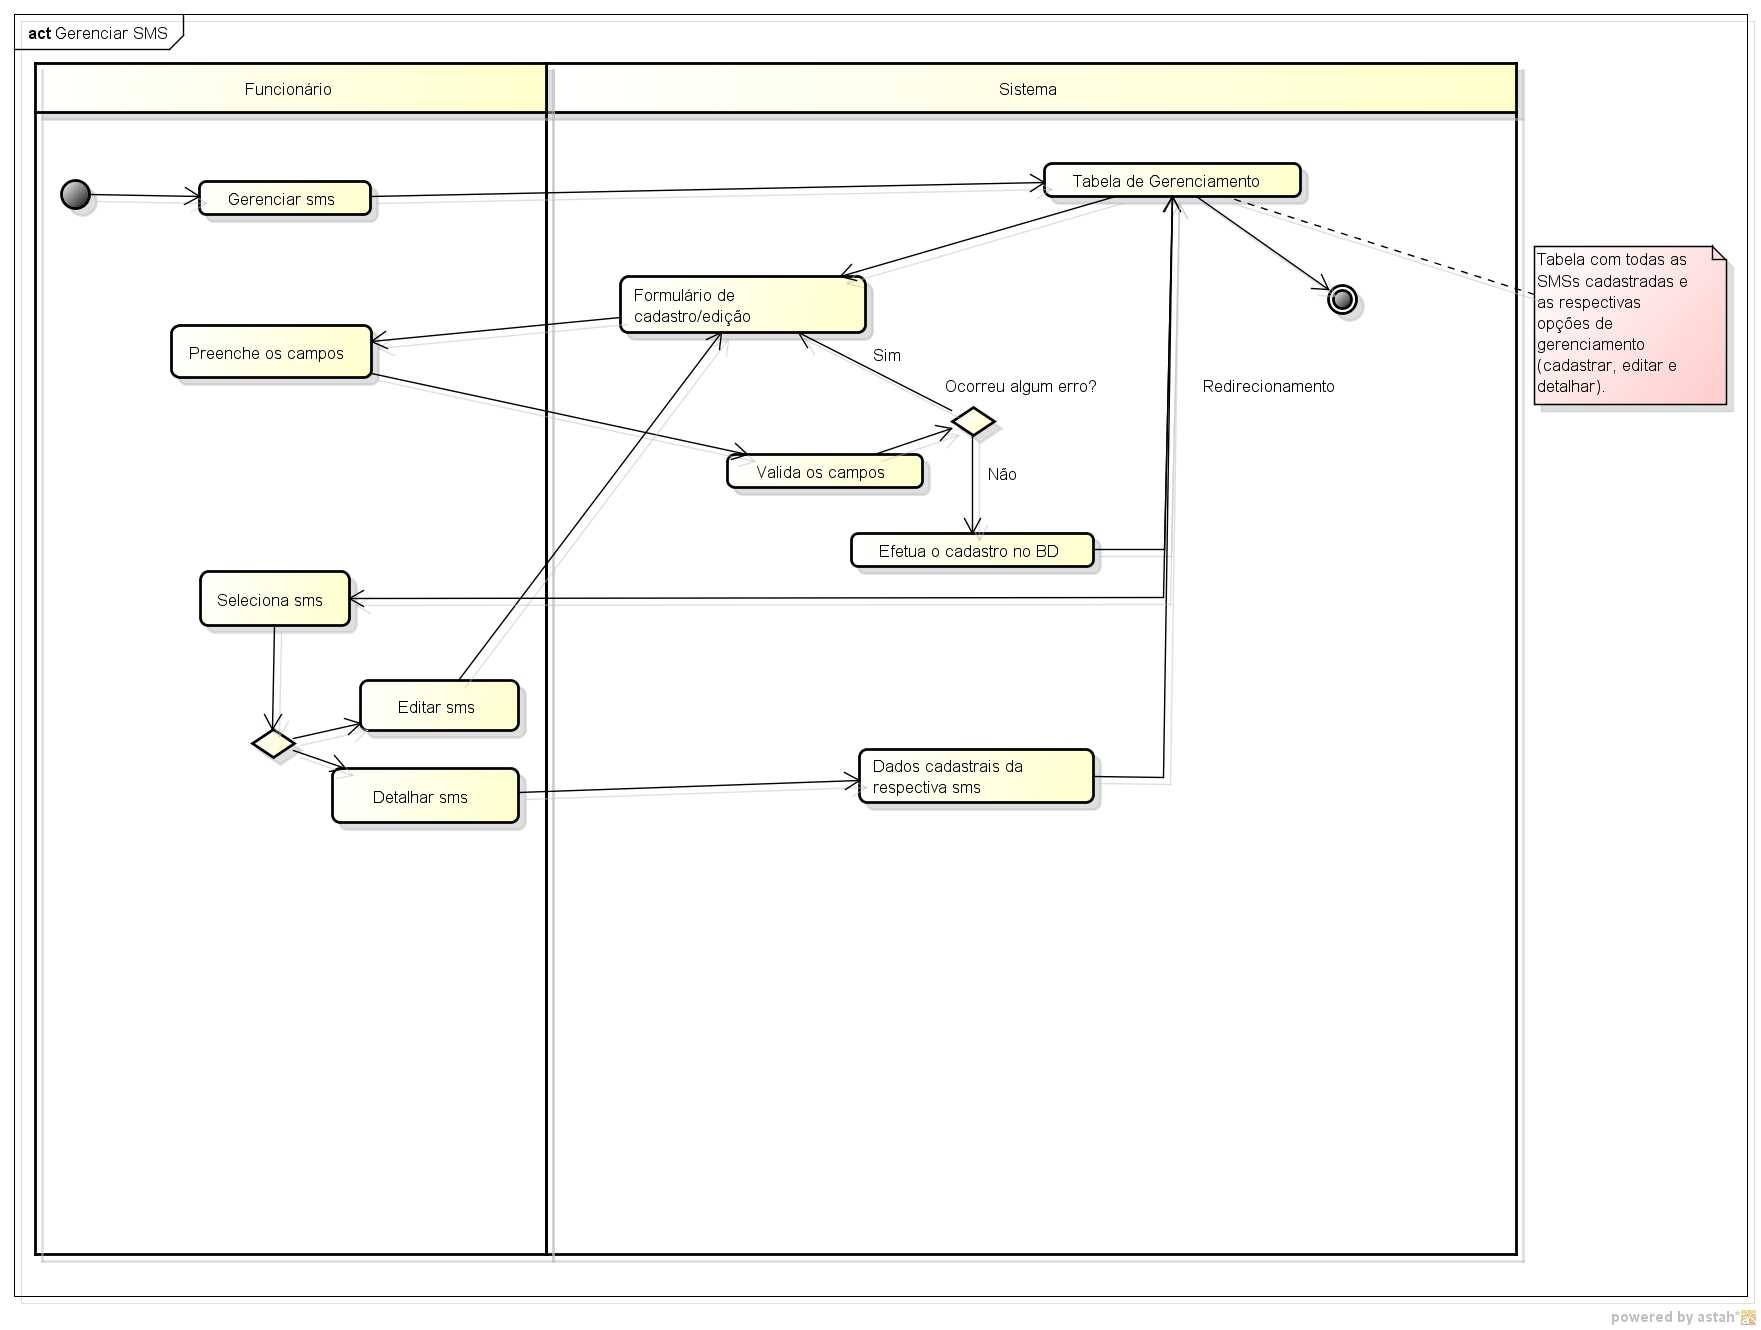 act Gerenciar SMS
Funcionário
Sistema
Gerenciar sms
Tabela de Gerenciamento
Tabela com todas as
SMSs cadastradas e
as respectivas
opções de
gerenciamento
(cadastrar, editar e
detalhar).
Formulário de
cadastro/edição
Preenche os campos
Sim
Ocorreu algum erro?
Redirecionamento
Valida os campos
Não
Efetua o cadastro no BD
Seleciona sms
Editar sms
Dados cadastrais da
respectiva sms
Detalhar sms
powered by astah*